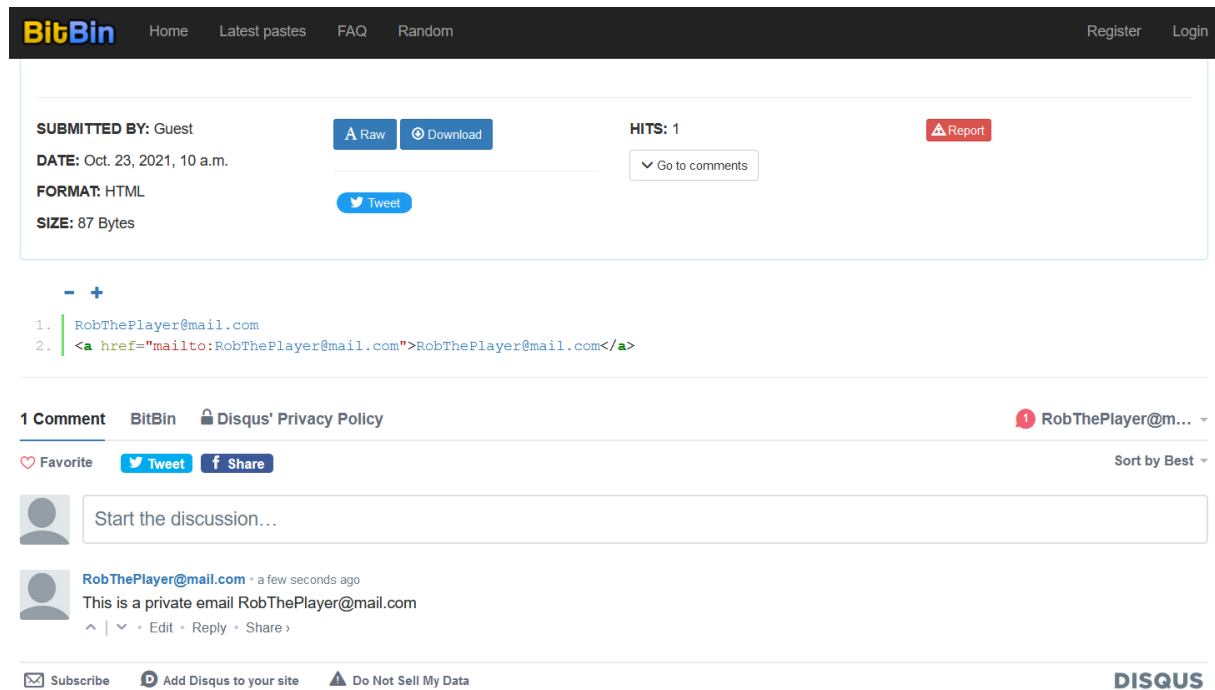 BitBin Home Latest pastes FAQ Random Register Login
SUBMITTED BY: Guest
DATE: Oct. 23, 2021, 10 a.m.
FORMAT: HTML
SIZE: 87 Bytes
Raw Download
Tweet
HITS: 1
Go to comments
Report
- +
1. RobThePlayer@mail.com
2. <a href="mailto:RobThePlayer@mail.com">RobThePlayer@mail.com</a>
1 Comment BitBin Disqus' Privacy Policy 1 RobThePlayer@m...
Favorite Tweet f Share Sort by Best
Start the discussion…
RobThePlayer@mail.com • a few seconds ago
This is a private email RobThePlayer@mail.com
• Edit • Reply • Share ›
Subscribe D Add Disqus to your site Do Not Sell My Data DISQUS